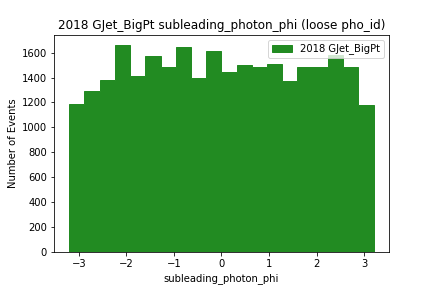 2018 GJet_BigPt subleading_photon_phi (loose pho_id)
2018 GJet_BigPt
Number of Events
1600
1400
1200
1000
800
600
400
200
0
−3 −2 −1 0 1 2 3
subleading_photon_phi